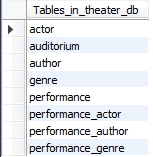 Tables_in_theater_db
actor
auditorium
author
genre
performance
performance_actor
performance_author
performance_genre